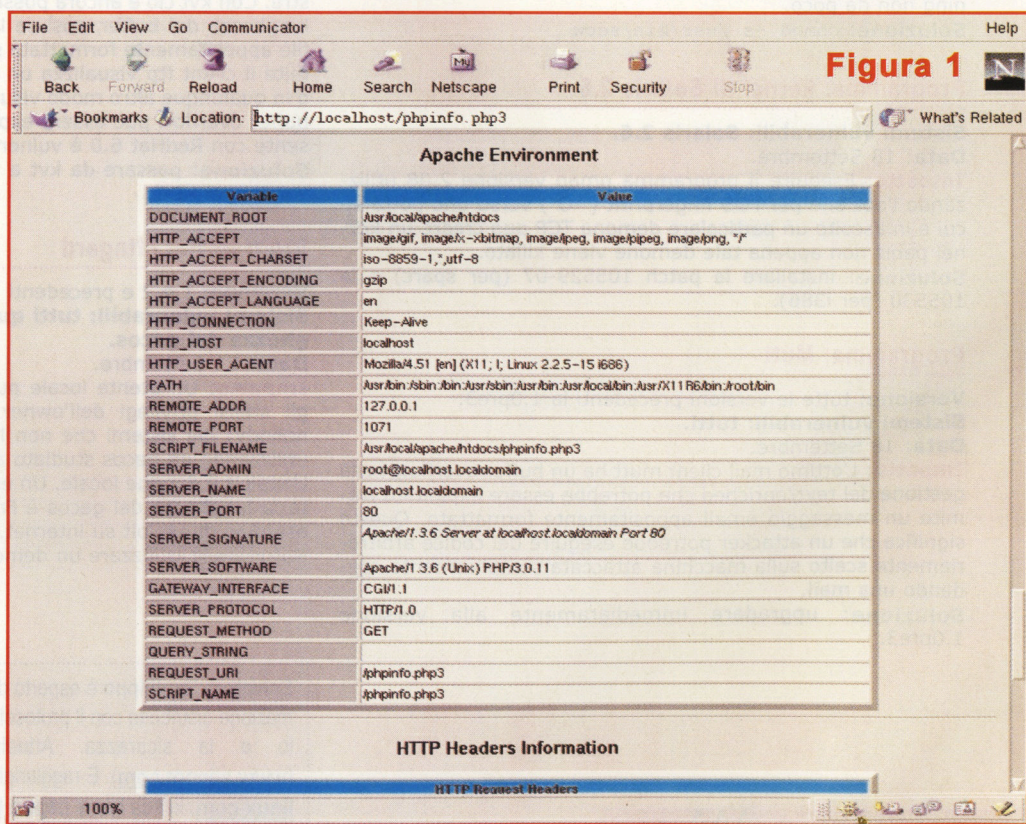 File Edit View Go Communicator Help
Back Forward Reload Home Search Netscape Print Security Stop
My
N
Figura 1
Bookmarks Location: http://localhost/phpinfo.php3 What's Related
Apache Environment
Variable Value
DOCUMENT_ROOT /usr/local/apache/htdocs
HTTP_ACCEPT image/gif, image/x-xbitmap, image/jpeg, image/pjpeg, image/png, */*
HTTP_ACCEPT_CHARSET iso-8859-1,*,utf-8
HTTP_ACCEPT_ENCODING gzip
HTTP_ACCEPT_LANGUAGE en
HTTP_CONNECTION Keep-Alive
HTTP_HOST localhost
HTTP_USER_AGENT Mozilla/4.51 [en] (X11; I; Linux 2.2.5-15 i686)
PATH /usr/bin:/sbin:/bin:/usr/sbin:/usr/bin:/usr/local/bin:/usr/X11R6/bin:/root/bin
REMOTE_ADDR 127.0.0.1
REMOTE_PORT 1071
SCRIPT_FILENAME /usr/local/apache/htdocs/phpinfo.php3
SERVER_ADMIN root@localhost.localdomain
SERVER_NAME localhost.localdomain
SERVER_PORT 80
SERVER_SIGNATURE Apache/1.3.6 Server at localhost.localdomain Port 80
SERVER_SOFTWARE Apache/1.3.6 (Unix) PHP/3.0.11
GATEWAY_INTERFACE CGI/1.1
SERVER_PROTOCOL HTTP/1.0
REQUEST_METHOD GET
QUERY_STRING
REQUEST_URI /phpinfo.php3
SCRIPT_NAME /phpinfo.php3
HTTP Headers Information
HTTP Request Headers
100%